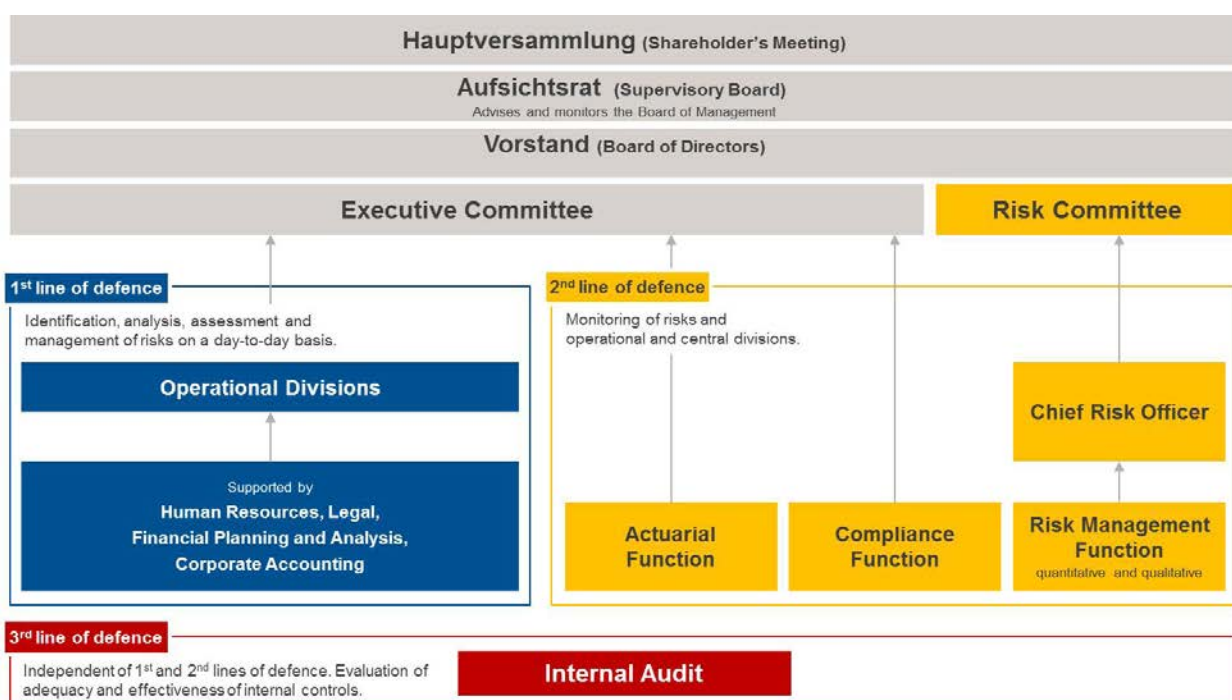 Hauptversammlung (Shareholder's Meeting)
Aufsichtsrat (Supervisory Board)
Advises and monitors the Board of Management
Vorstand (Board of Directors)
Executive Committee
Risk Committee
1st line of defence
Identification, analysis, assessment and
management of risks on a day-to-day basis.
Operational Divisions
Supported by
Human Resources, Legal,
Financial Planning and Analysis,
Corporate Accounting
2nd line of defence
Monitoring of risks and
operational and central divisions.
Chief Risk Officer
Actuarial
Function
Compliance
Function
Risk Management
Function
quantitative and qualitative
3rd line of defence
Independent of 1st and 2nd lines of defence. Evaluation of
adequacy and effectiveness of internal controls.
Internal Audit